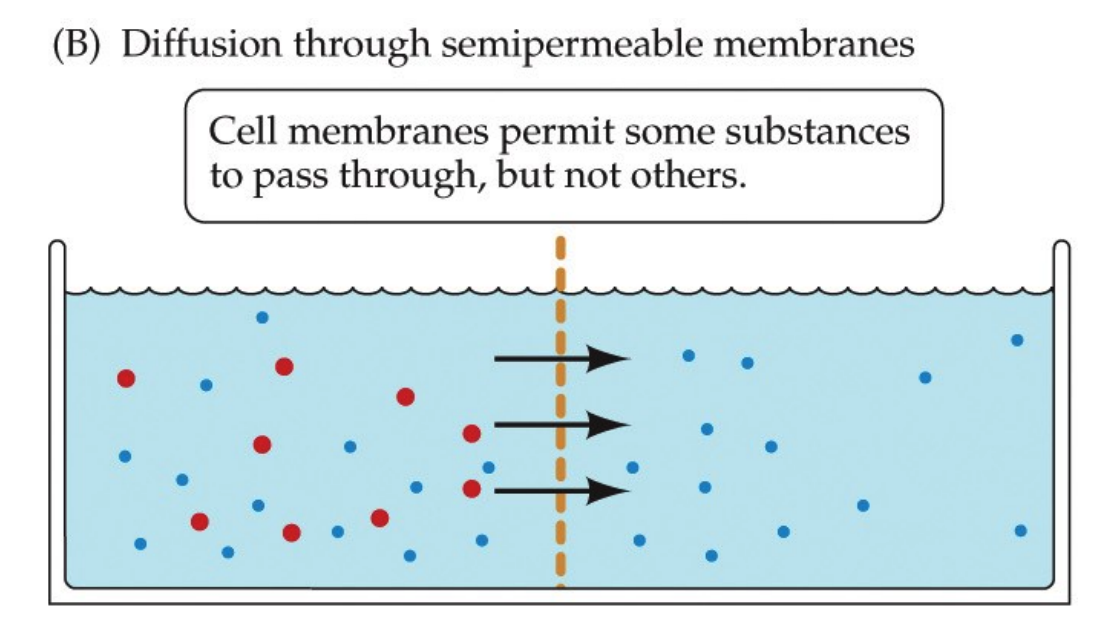 (B) Diffusion through semipermeable membranes
Cell membranes permit some substances
to pass through, but not others.